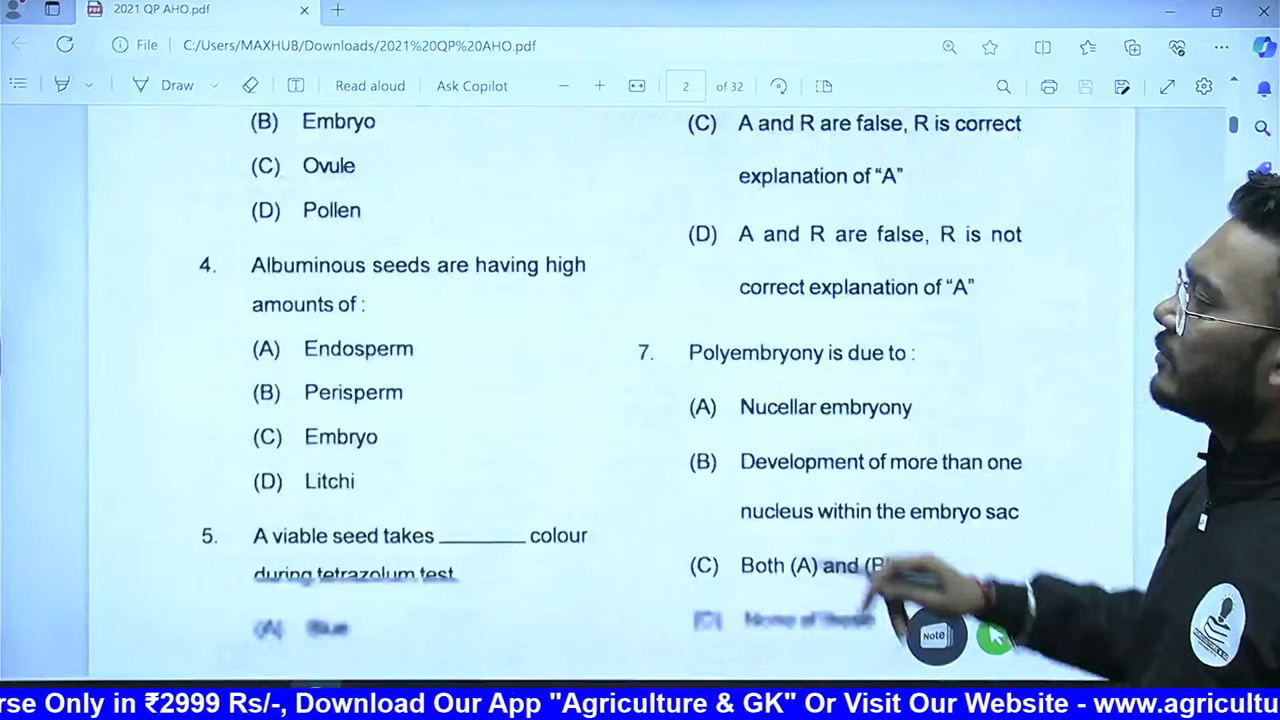 2021 QP AHO.pdf
File
C:/Users/MAXHUB/Downloads/2021%20QP%20AHO.pdf
Draw
Read aloud
Ask Copilot
2
of 32
(B) Embryo
(C) Ovule
(D) Pollen
4. Albuminous seeds are having high
amounts of :
(A) Endosperm
(B) Perisperm
(C) Embryo
(D) Litchi
5. A viable seed takes ________ colour
during tetrazolum test
(A) Blue
(C) A and R are false, R is correct
explanation of “A”
(D) A and R are false, R is not
correct explanation of “A”
7. Polyembryony is due to :
(A) Nucellar embryony
(B) Development of more than one
nucleus within the embryo sac
(C) Both (A) and (B
(D) None of these
Note
rse Only in ₹2999 Rs/-, Download Our App "Agriculture & GK" Or Visit Our Website - www.agricultu